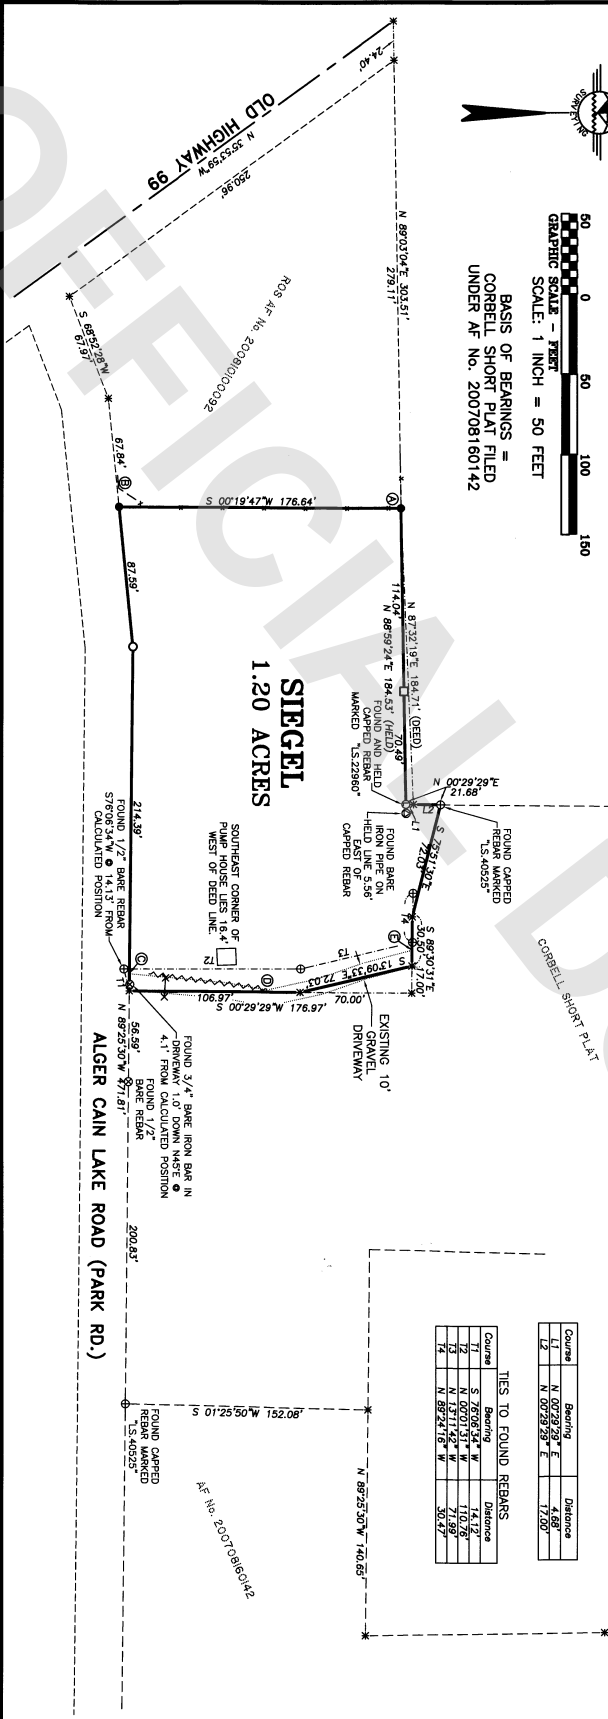 SURVEYING
50 0 50 100 150
GRAPHIC SCALE - FEET
SCALE: 1 INCH = 50 FEET
BASIS OF BEARINGS =
CORBELL SHORT PLAT FILED
UNDER AF No. 200708160142
24.40'
OLD HIGHWAY 99
N 35°53'59"W
250.96'
N 89°03'04"E 303.51'
279.11'
ROS AF No. 200810100092
S 68°52'28"W
67.97'
67.84'
B
S 00°19'47"W 176.64'
A
87.59'
114.04'
N 87°32'19"E 184.71' (DEED)
N 88°59'24"E 184.53' (HELD)
70.49'
FOUND AND HELD
CAPPED REBAR
MARKED "LS.22960"
N 00°29'29"E
21.68'
L2
L1
FOUND CAPPED
REBAR MARKED
"LS.40525"
FOUND BARE
IRON PIPE ON
HELD LINE 5.56'
EAST OF
CAPPED REBAR
S 75°51'30"E
72.03'
T4
S 89°30'31"E
30.50'
17.00'
E
SIEGEL
1.20 ACRES
SOUTHEAST CORNER OF
PUMP HOUSE LIES 16.4'
WEST OF DEED LINE.
214.39'
FOUND 1/2" BARE REBAR
S76°06'34"W @ 14.13' FROM
CALCULATED POSITION
T2
T3
S 13°09'33"E 72.03'
D
C
T1
106.97'
70.00'
S 00°29'29"W 176.97'
EXISTING 10'
GRAVEL
DRIVEWAY
FOUND 3/4" BARE IRON BAR IN
DRIVEWAY 1.0' DOWN N45°E @
4.1' FROM CALCULATED POSITION
56.59'
N 89°25'30"W 471.81'
FOUND 1/2"
BARE REBAR
ALGER CAIN LAKE ROAD (PARK RD.)
200.83'
CORBELL SHORT PLAT
S 01°25'50"W 152.08'
FOUND CAPPED
REBAR MARKED
"LS.40525"
AF No. 200708160142
N 89°25'30"W 140.65'
Course Bearing Distance
L1 N 00°29'29" E 4.68'
L2 N 00°29'29" E 17.00'
TIES TO FOUND REBARS
Course Bearing Distance
T1 S 76°06'34" W 14.12'
T2 N 00°01'31" W 110.76'
T3 N 13°11'42" W 71.99'
T4 N 89°24'16" W 30.47'